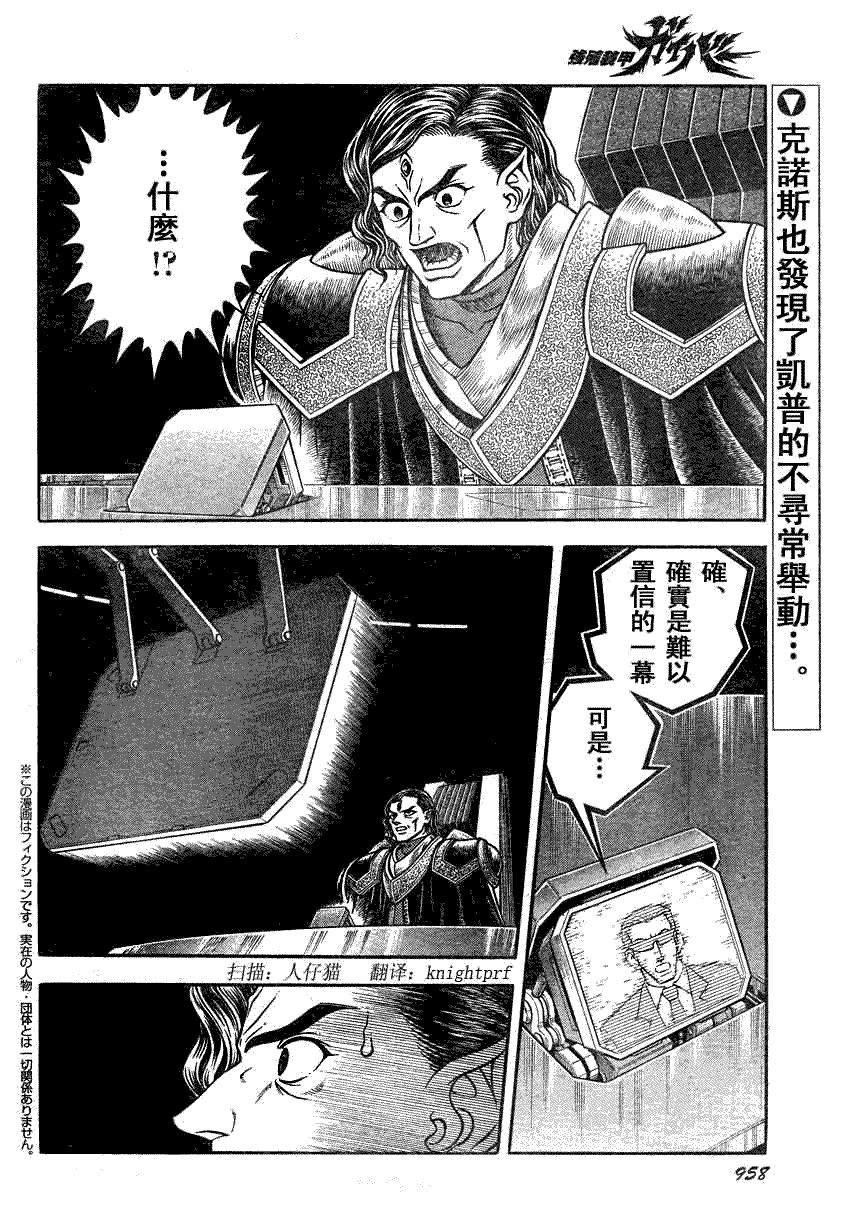 強殖装甲ガイバー
▼克諾斯也發現了凱普的不尋常舉動…。
…什麼!?
確、
確實是難以
置信的一幕
可是…
扫描：人仔猫　翻译：knightprf
※この漫画はフィクションです。実在の人物・団体とは一切関係ありません。
958